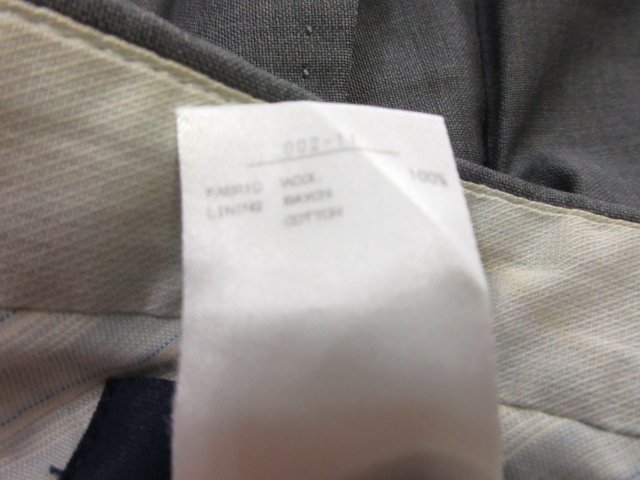 002-11
FABRIC WOOL 100%
LINING RAYON
COTTON